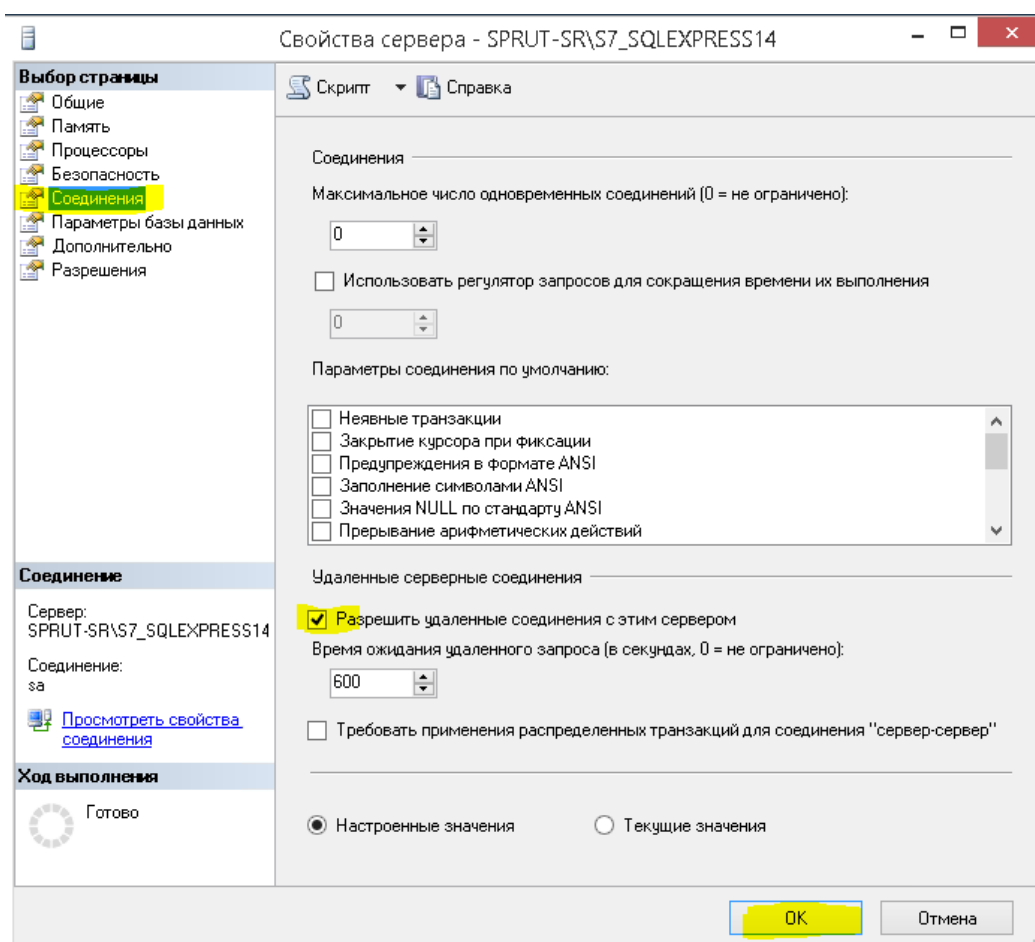 Свойства сервера - SPRUT-SR\S7_SQLEXPRESS14
Выбор страницы
Общие
Память
Процессоры
Безопасность
Соединения
Параметры базы данных
Дополнительно
Разрешения
Скрипт
Справка
Соединения
Максимальное число одновременных соединений (0 = не ограничено):
0
Использовать регулятор запросов для сокращения времени их выполнения
0
Параметры соединения по умолчанию:
Неявные транзакции
Закрытие курсора при фиксации
Предупреждения в формате ANSI
Заполнение символами ANSI
Значения NULL по стандарту ANSI
Прерывание арифметических действий
Соединение
Сервер:
SPRUT-SR\S7_SQLEXPRESS14
Соединение:
sa
Просмотреть свойства
соединения
Ход выполнения
Готово
Удаленные серверные соединения
Разрешить удаленные соединения с этим сервером
Время ожидания удаленного запроса (в секундах, 0 = не ограничено):
600
Требовать применения распределенных транзакций для соединения "сервер-сервер"
Настроенные значения
Текущие значения
OK
Отмена